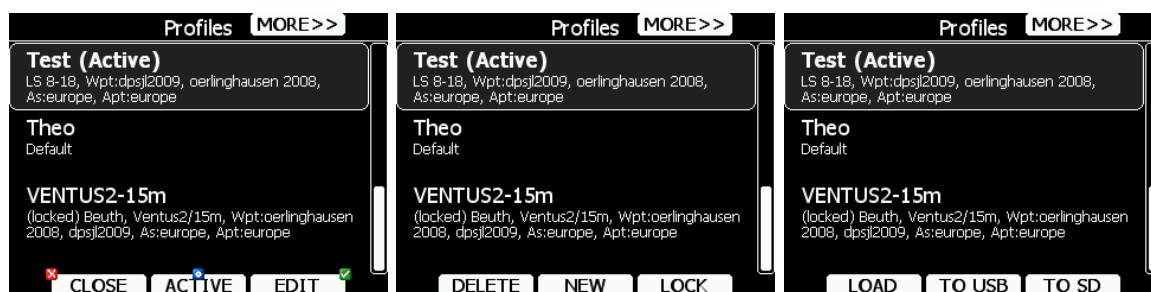 Profiles MORE>>
Test (Active)
LS 8-18, Wpt:dpsjl2009, oerlinghausen 2008,
As:europe, Apt:europe
Theo
Default
VENTUS2-15m
(locked) Beuth, Ventus2/15m, Wpt:oerlinghausen
2008, dpsjl2009, As:europe, Apt:europe
CLOSE ACTIVE EDIT
Profiles MORE>>
Test (Active)
LS 8-18, Wpt:dpsjl2009, oerlinghausen 2008,
As:europe, Apt:europe
Theo
Default
VENTUS2-15m
(locked) Beuth, Ventus2/15m, Wpt:oerlinghausen
2008, dpsjl2009, As:europe, Apt:europe
DELETE NEW LOCK
Profiles MORE>>
Test (Active)
LS 8-18, Wpt:dpsjl2009, oerlinghausen 2008,
As:europe, Apt:europe
Theo
Default
VENTUS2-15m
(locked) Beuth, Ventus2/15m, Wpt:oerlinghausen
2008, dpsjl2009, As:europe, Apt:europe
LOAD TO USB TO SD